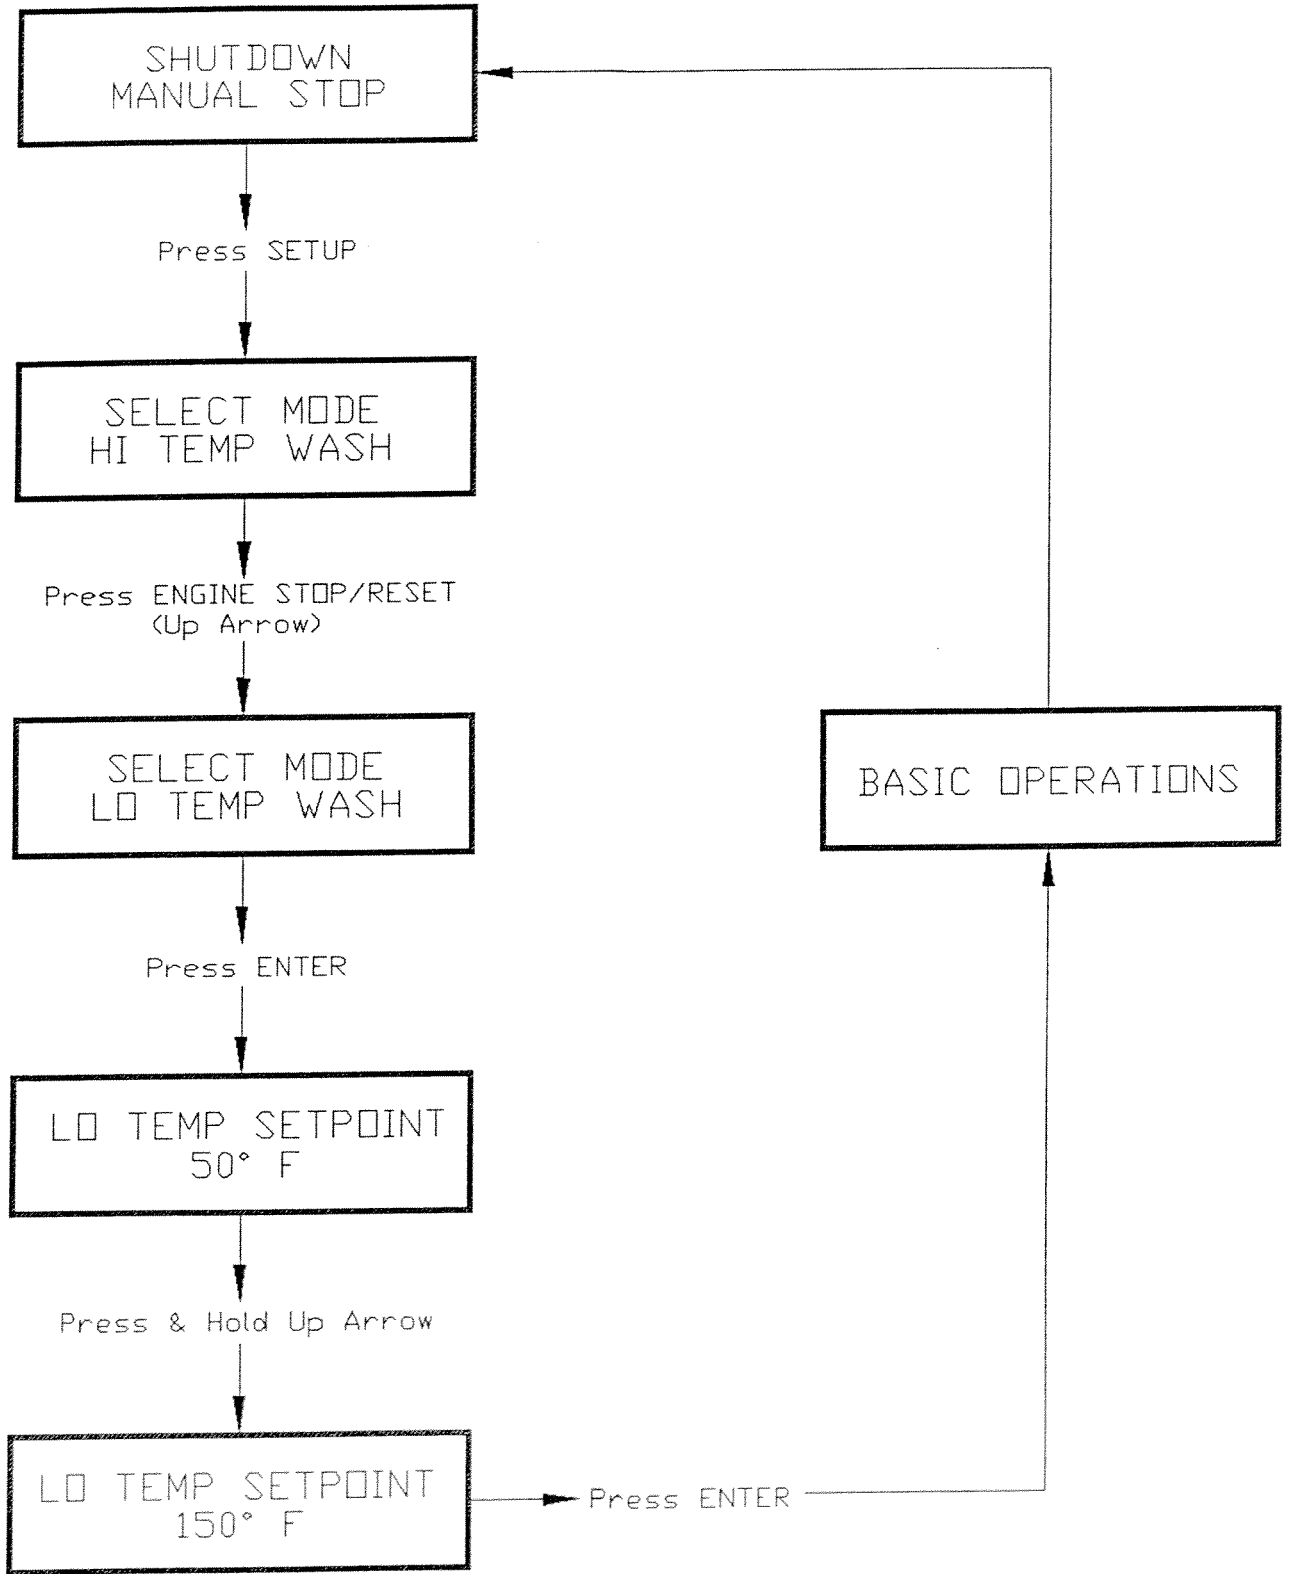 SHUTDOWN
MANUAL STOP
Press SETUP
SELECT MODE
HI TEMP WASH
Press ENGINE STOP/RESET
(Up Arrow)
SELECT MODE
LO TEMP WASH
BASIC OPERATIONS
Press ENTER
LO TEMP SETPOINT
50° F
Press & Hold Up Arrow
LO TEMP SETPOINT
150° F
Press ENTER